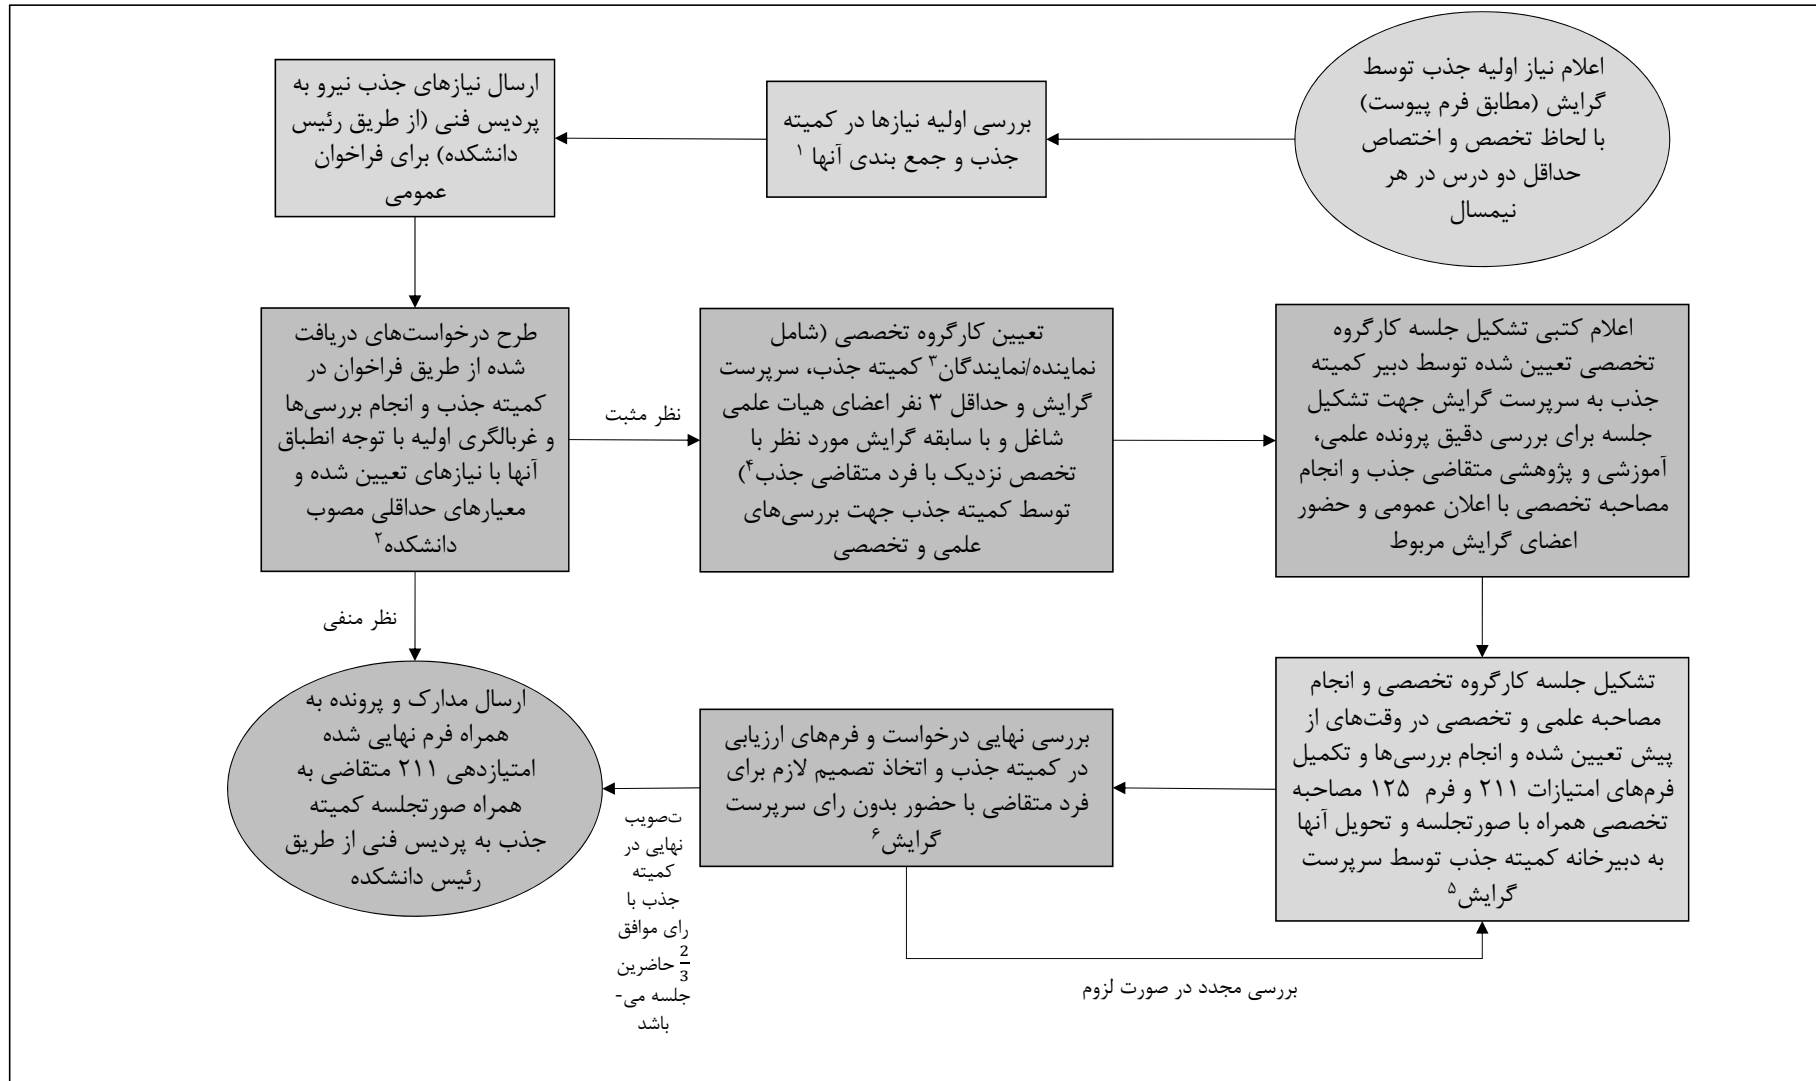 اعلام نیاز اولیه جذب توسط
گرایش (مطابق فرم پیوست)
با لحاظ تخصص و اختصاص
حداقل دو درس در هر
نیمسال
بررسی اولیه نیازها در کمیته
جذب و جمع بندی آنها ۱
ارسال نیازهای جذب نیرو به
پردیس فنی (از طریق رئیس
دانشکده) برای فراخوان
عمومی
طرح درخواست‌های دریافت
شده از طریق فراخوان در
کمیته جذب و انجام بررسی‌ها
و غربالگری اولیه با توجه انطباق
آنها با نیازهای تعیین شده و
معیارهای حداقلی مصوب
دانشکده۲
نظر مثبت
تعیین کارگروه تخصصی (شامل
نماینده/نمایندگان۳ کمیته جذب، سرپرست
گرایش و حداقل ۳ نفر اعضای هیات علمی
شاغل و با سابقه گرایش مورد نظر با
تخصص نزدیک با فرد متقاضی جذب۴)
توسط کمیته جذب جهت بررسی‌های
علمی و تخصصی
اعلام کتبی تشکیل جلسه کارگروه
تخصصی تعیین شده توسط دبیر کمیته
جذب به سرپرست گرایش جهت تشکیل
جلسه برای بررسی دقیق پرونده علمی،
آموزشی و پژوهشی متقاضی جذب و انجام
مصاحبه تخصصی با اعلان عمومی و حضور
اعضای گرایش مربوط
نظر منفی
تشکیل جلسه کارگروه تخصصی و انجام
مصاحبه علمی و تخصصی در وقت‌های از
پیش تعیین شده و انجام بررسی‌ها و تکمیل
فرم‌های امتیازات ۲۱۱ و فرم ۱۲۵ مصاحبه
تخصصی همراه با صورتجلسه و تحویل آنها
به دبیرخانه کمیته جذب توسط سرپرست
گرایش۵
بررسی نهایی درخواست و فرم‌های ارزیابی
در کمیته جذب و اتخاذ تصمیم لازم برای
فرد متقاضی با حضور بدون رای سرپرست
گرایش۶
تصویب
نهایی در
کمیته
جذب با
رای موافق
2/3 حاضرین
جلسه می-
باشد
ارسال مدارک و پرونده به
همراه فرم نهایی شده
امتیازدهی ۲۱۱ متقاضی به
همراه صورتجلسه کمیته
جذب به پردیس فنی از طریق
رئیس دانشکده
بررسی مجدد در صورت لزوم